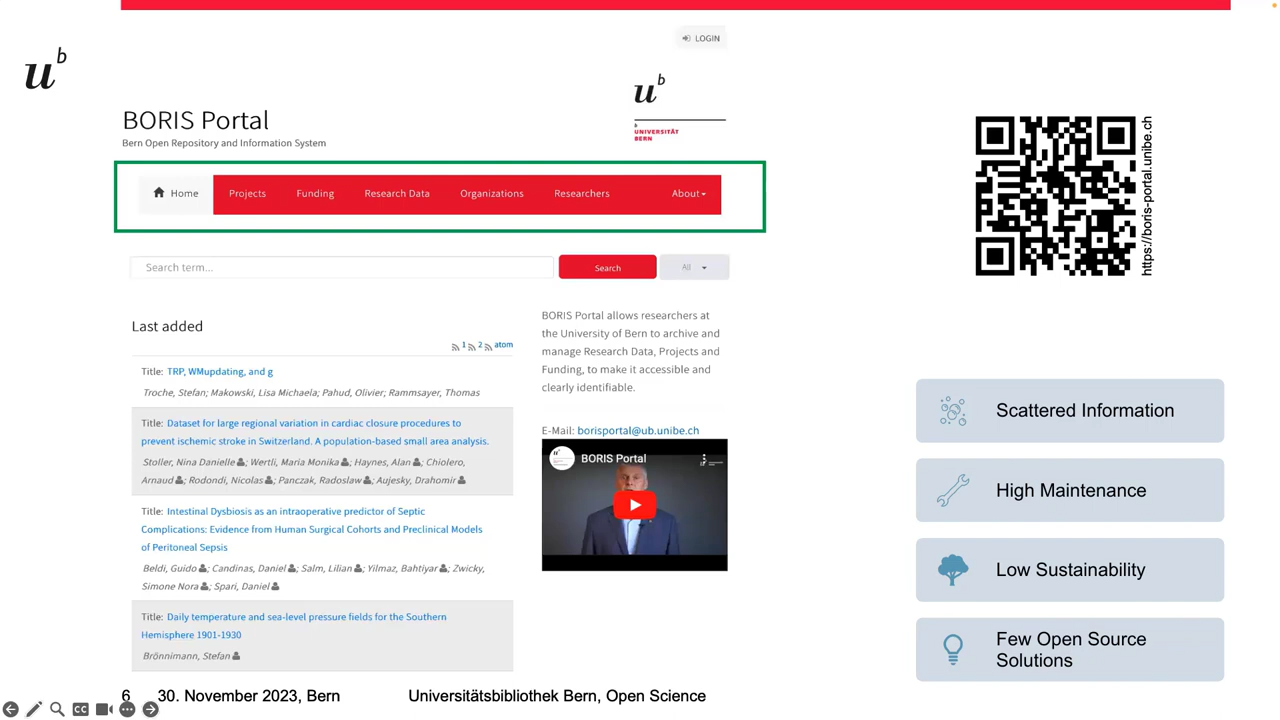 u^b
LOGIN
u^b
b
UNIVERSITÄT
BERN
BORIS Portal
Bern Open Repository and Information System
Home Projects Funding Research Data Organizations Researchers About
Search term... Search All
Last added
1 2 atom
Title: TRP, WMupdating, and g
Troche, Stefan; Makowski, Lisa Michaela; Pahud, Olivier; Rammsayer, Thomas
Title: Dataset for large regional variation in cardiac closure procedures to
prevent ischemic stroke in Switzerland. A population-based small area analysis.
Stoller, Nina Danielle; Wertli, Maria Monika; Haynes, Alan; Chiolero,
Arnaud; Rodondi, Nicolas; Panczak, Radoslaw; Aujesky, Drahomir
Title: Intestinal Dysbiosis as an intraoperative predictor of Septic
Complications: Evidence from Human Surgical Cohorts and Preclinical Models
of Peritoneal Sepsis
Beldi, Guido; Candinas, Daniel; Salm, Lilian; Yilmaz, Bahtiyar; Zwicky,
Simone Nora; Spari, Daniel
Title: Daily temperature and sea-level pressure fields for the Southern
Hemisphere 1901-1930
Brönnimann, Stefan
BORIS Portal allows researchers at
the University of Bern to archive and
manage Research Data, Projects and
Funding, to make it accessible and
clearly identifiable.
E-Mail: borisportal@ub.unibe.ch
BORIS Portal
https://boris-portal.unibe.ch
Scattered Information
High Maintenance
Low Sustainability
Few Open Source
Solutions
6 30. November 2023, Bern Universitätsbibliothek Bern, Open Science
CC